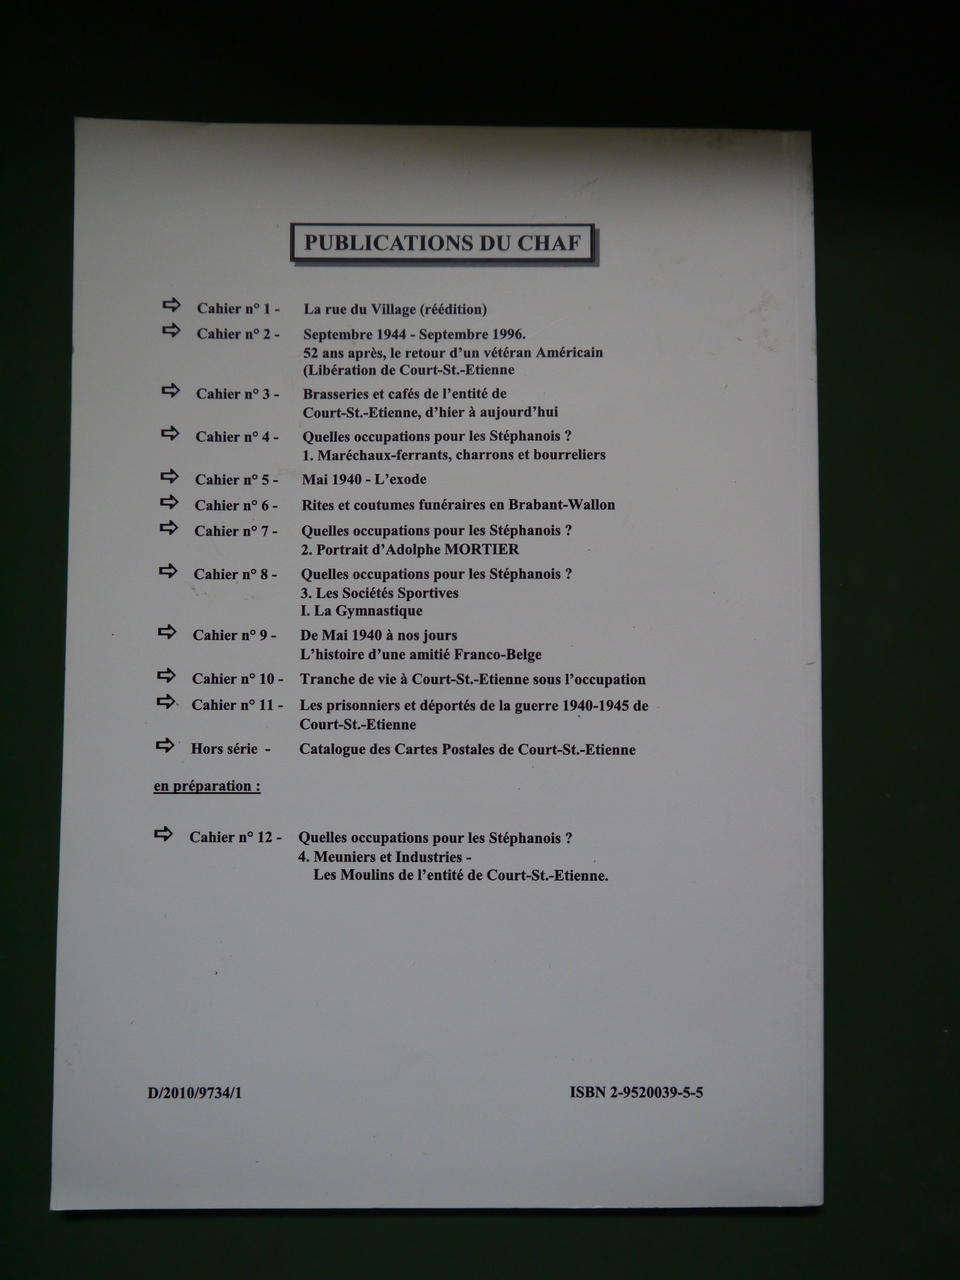 PUBLICATIONS DU CHAF
⇨ Cahier n° 1 - La rue du Village (réédition)
⇨ Cahier n° 2 - Septembre 1944 - Septembre 1996.
52 ans après, le retour d'un vétéran Américain
(Libération de Court-St.-Etienne
⇨ Cahier n° 3 - Brasseries et cafés de l'entité de
Court-St.-Etienne, d'hier à aujourd'hui
⇨ Cahier n° 4 - Quelles occupations pour les Stéphanois ?
1. Maréchaux-ferrants, charrons et bourreliers
⇨ Cahier n° 5 - Mai 1940 - L'exode
⇨ Cahier n° 6 - Rites et coutumes funéraires en Brabant-Wallon
⇨ Cahier n° 7 - Quelles occupations pour les Stéphanois ?
2. Portrait d'Adolphe MORTIER
⇨ Cahier n° 8 - Quelles occupations pour les Stéphanois ?
3. Les Sociétés Sportives
I. La Gymnastique
⇨ Cahier n° 9 - De Mai 1940 à nos jours
L'histoire d'une amitié Franco-Belge
⇨ Cahier n° 10 - Tranche de vie à Court-St.-Etienne sous l'occupation
⇨ Cahier n° 11 - Les prisonniers et déportés de la guerre 1940-1945 de
Court-St.-Etienne
⇨ Hors série - Catalogue des Cartes Postales de Court-St.-Etienne
en préparation :
⇨ Cahier n° 12 - Quelles occupations pour les Stéphanois ?
4. Meuniers et Industries -
Les Moulins de l'entité de Court-St.-Etienne.
D/2010/9734/1 ISBN 2-9520039-5-5